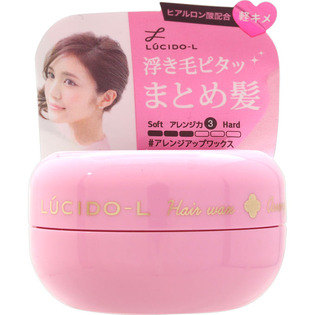 ヒアルロン酸配合
軽キメ
LÚCIDO-L
浮き毛ピタッ
まとめ髪
Soft アレンジ力 3 Hard
#アレンジアップワックス
LÚCIDO-L Hair wax